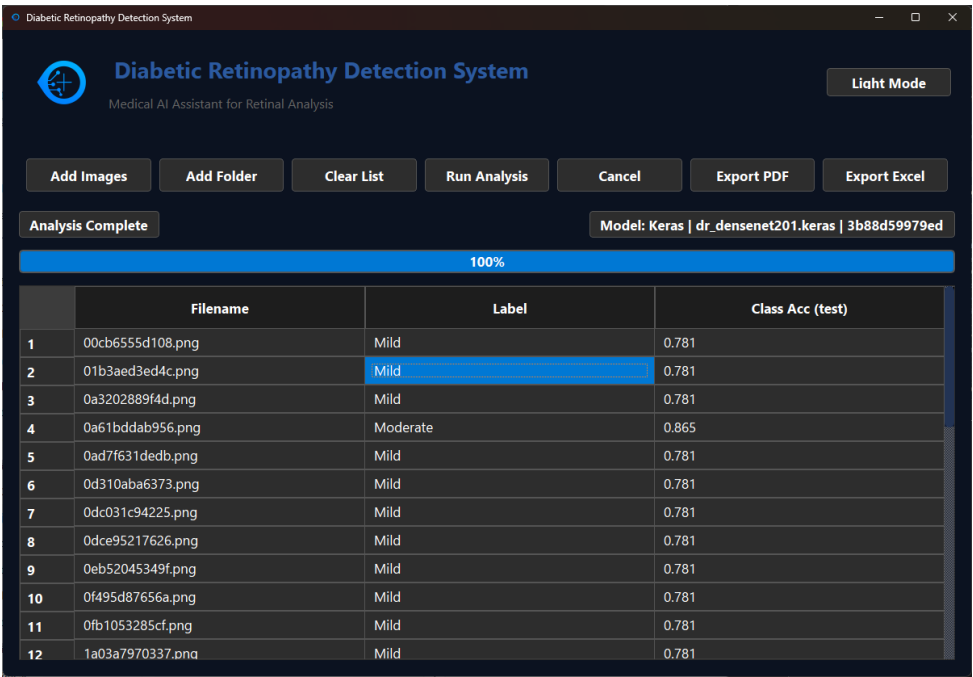 Diabetic Retinopathy Detection System
Diabetic Retinopathy Detection System
Medical AI Assistant for Retinal Analysis
Light Mode
Add Images Add Folder Clear List Run Analysis Cancel Export PDF Export Excel
Analysis Complete Model: Keras | dr_densenet201.keras | 3b88d59979ed
100%
Filename Label Class Acc (test)
1 00cb6555d108.png Mild 0.781
2 01b3aed3ed4c.png Mild 0.781
3 0a3202889f4d.png Mild 0.781
4 0a61bddab956.png Moderate 0.865
5 0ad7f631dedb.png Mild 0.781
6 0d310aba6373.png Mild 0.781
7 0dc031c94225.png Mild 0.781
8 0dce95217626.png Mild 0.781
9 0eb52045349f.png Mild 0.781
10 0f495d87656a.png Mild 0.781
11 0fb1053285cf.png Mild 0.781
12 1a03a7970337.png Mild 0.781